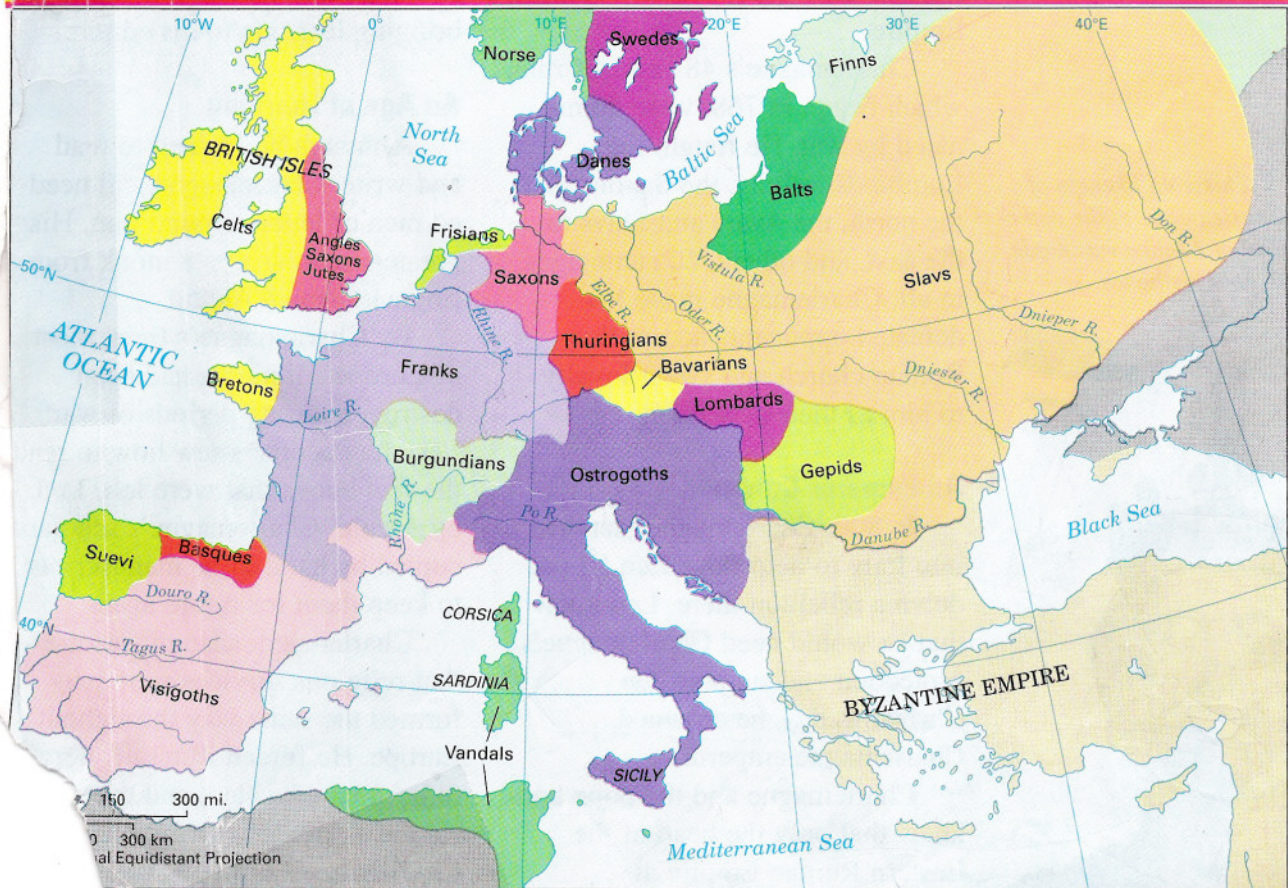 10°W
0°
10°E
20°E
30°E
40°E
Norse
Swedes
Finns
North
Sea
Baltic Sea
BRITISH ISLES
Danes
Balts
Celts
Angles
Saxons
Jutes
Frisians
Saxons
Vistula R.
Slavs
Don R.
50°N
Elbe R.
Oder R.
Dnieper R.
ATLANTIC
OCEAN
Rhine R.
Thuringians
Bretons
Franks
Bavarians
Dniester R.
Loire R.
Lombards
Burgundians
Ostrogoths
Gepids
Rhône R.
Po R.
Danube R.
Black Sea
Suevi
Basques
Douro R.
40°N
Tagus R.
CORSICA
Visigoths
SARDINIA
BYZANTINE EMPIRE
Vandals
SICILY
150 300 mi.
0 300 km
al Equidistant Projection
Mediterranean Sea